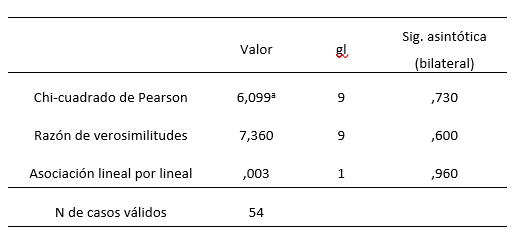 Valor gl Sig. asintótica (bilateral)
Chi-cuadrado de Pearson 6,099ª 9 ,730
Razón de verosimilitudes 7,360 9 ,600
Asociación lineal por lineal ,003 1 ,960
N de casos válidos 54